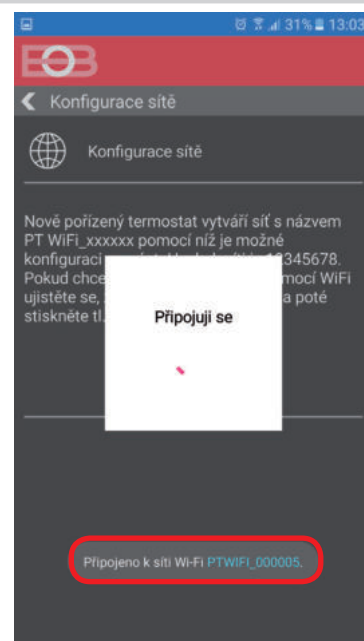 31% 13:03
EOB
Konfigurace sítě
Konfigurace sítě
Nově pořízený termostat vytváří síť s názvem
PT WiFi_xxxxxx pomocí níž je možné
konfiguraci 12345678.
Pokud chce mocí WiFi
ujistěte se, a poté
stiskněte tl.
Připojuji se
Připojeno k síti Wi-Fi PTWIFI_000005.